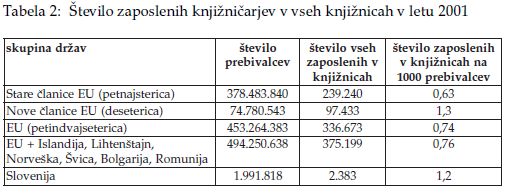 Tabela 2: Število zaposlenih knjižničarjev v vseh knjižnicah v letu 2001
skupina držav | število prebivalcev | število vseh zaposlenih v knjižnicah | število zaposlenih v knjižnicah na 1000 prebivalcev
Stare članice EU (petnajsterica) | 378.483.840 | 239.240 | 0,63
Nove članice EU (deseterica) | 74.780.543 | 97.433 | 1,3
EU (petindvajseterica) | 453.264.383 | 336.673 | 0,74
EU + Islandija, Lihtenštajn, Norveška, Švica, Bolgarija, Romunija | 494.250.638 | 375.199 | 0,76
Slovenija | 1.991.818 | 2.383 | 1,2